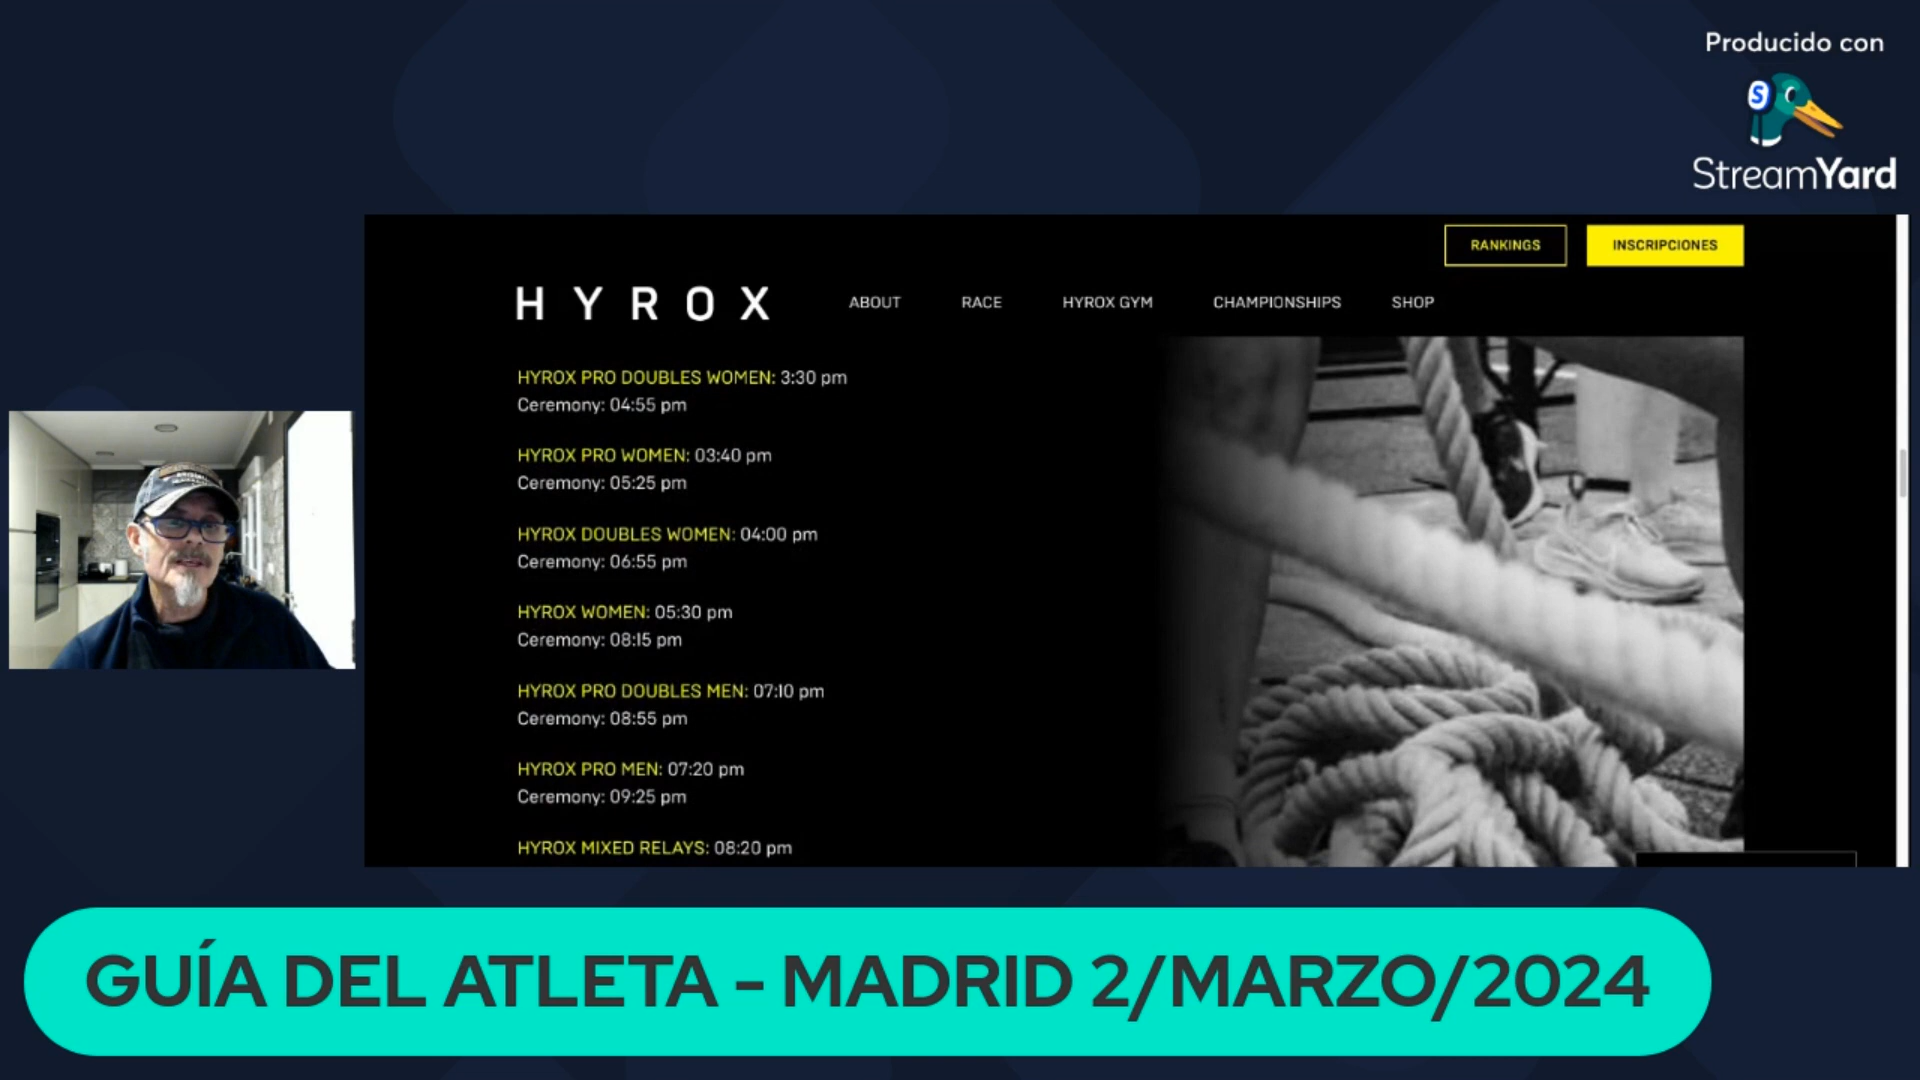 Producido con
StreamYard
RANKINGS
INSCRIPCIONES
HYROX
ABOUT
RACE
HYROX GYM
CHAMPIONSHIPS
SHOP
HYROX PRO DOUBLES WOMEN: 3:30 pm
Ceremony: 04:55 pm
HYROX PRO WOMEN: 03:40 pm
Ceremony: 05:25 pm
HYROX DOUBLES WOMEN: 04:00 pm
Ceremony: 06:55 pm
HYROX WOMEN: 05:30 pm
Ceremony: 08:15 pm
HYROX PRO DOUBLES MEN: 07:10 pm
Ceremony: 08:55 pm
HYROX PRO MEN: 07:20 pm
Ceremony: 09:25 pm
HYROX MIXED RELAYS: 08:20 pm
GUÍA DEL ATLETA - MADRID 2/MARZO/2024